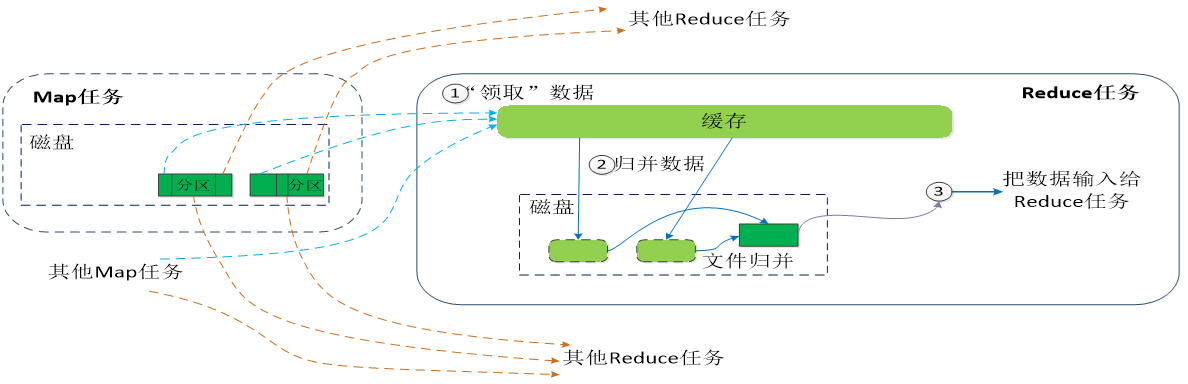 其他Reduce任务
Map任务
磁盘
分区
分区
其他Map任务
其他Reduce任务
Reduce任务
①“领取”数据
缓存
②归并数据
磁盘
文件归并
③
把数据输入给
Reduce任务